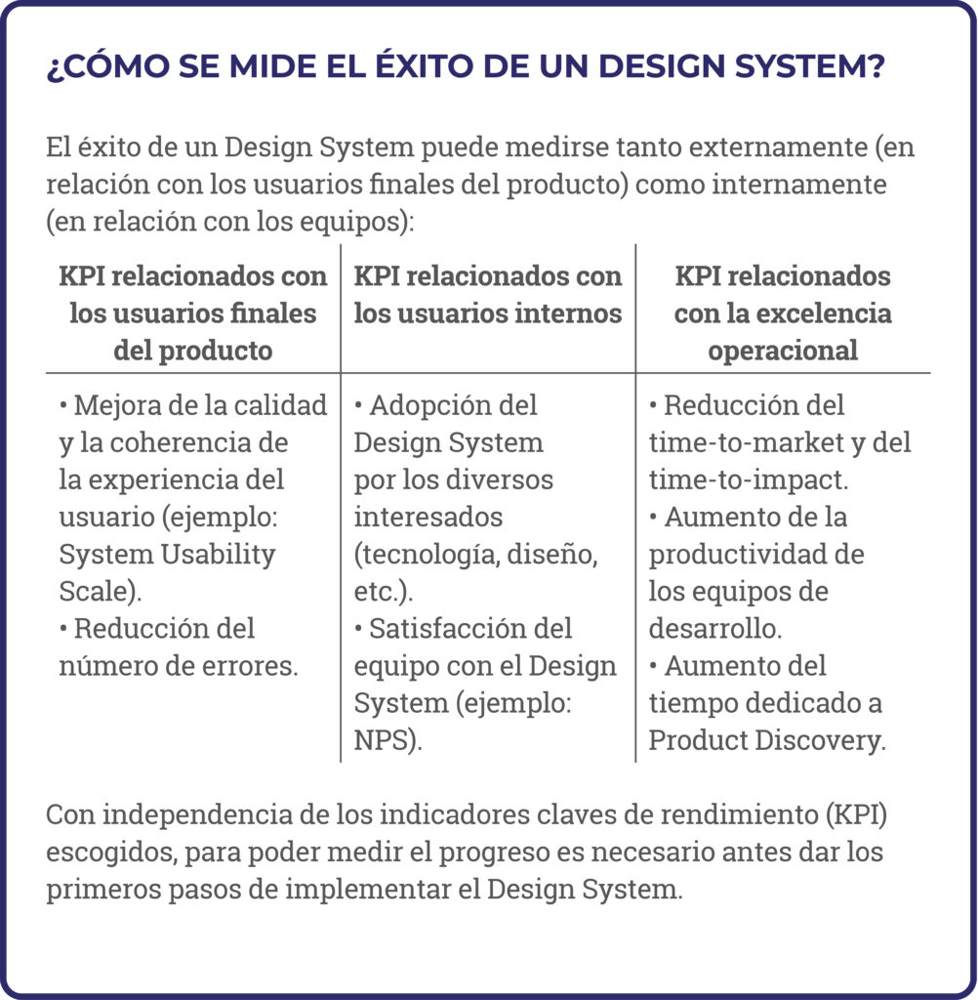 ¿CÓMO SE MIDE EL ÉXITO DE UN DESIGN SYSTEM?
El éxito de un Design System puede medirse tanto externamente (en
relación con los usuarios finales del producto) como internamente
(en relación con los equipos):
KPI relacionados con
los usuarios finales
del producto
• Mejora de la calidad
y la coherencia de
la experiencia del
usuario (ejemplo:
System Usability
Scale).
• Reducción del
número de errores.
KPI relacionados con
los usuarios internos
• Adopción del
Design System
por los diversos
interesados
(tecnología, diseño,
etc.).
• Satisfacción del
equipo con el Design
System (ejemplo:
NPS).
KPI relacionados
con la excelencia
operacional
• Reducción del
time-to-market y del
time-to-impact.
• Aumento de la
productividad de
los equipos de
desarrollo.
• Aumento del
tiempo dedicado a
Product Discovery.
Con independencia de los indicadores claves de rendimiento (KPI)
escogidos, para poder medir el progreso es necesario antes dar los
primeros pasos de implementar el Design System.